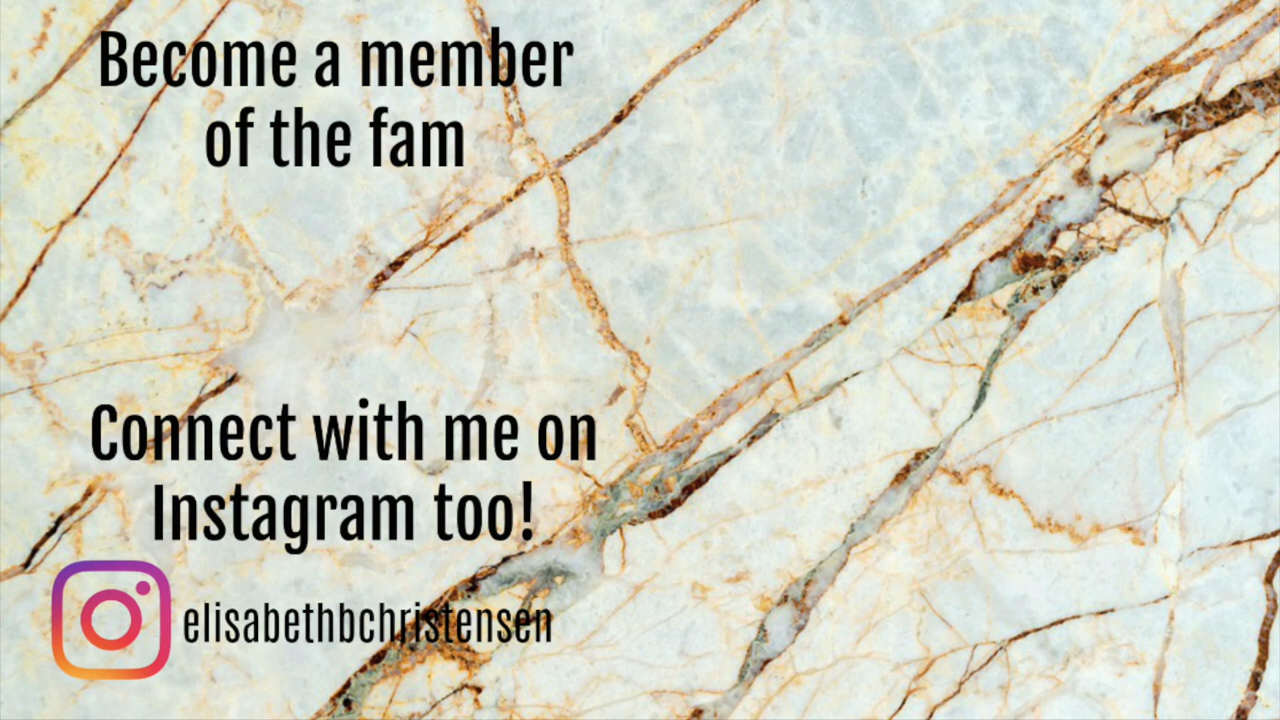 Become a member
of the fam
Connect with me on
Instagram too!
elisabethbchristensen